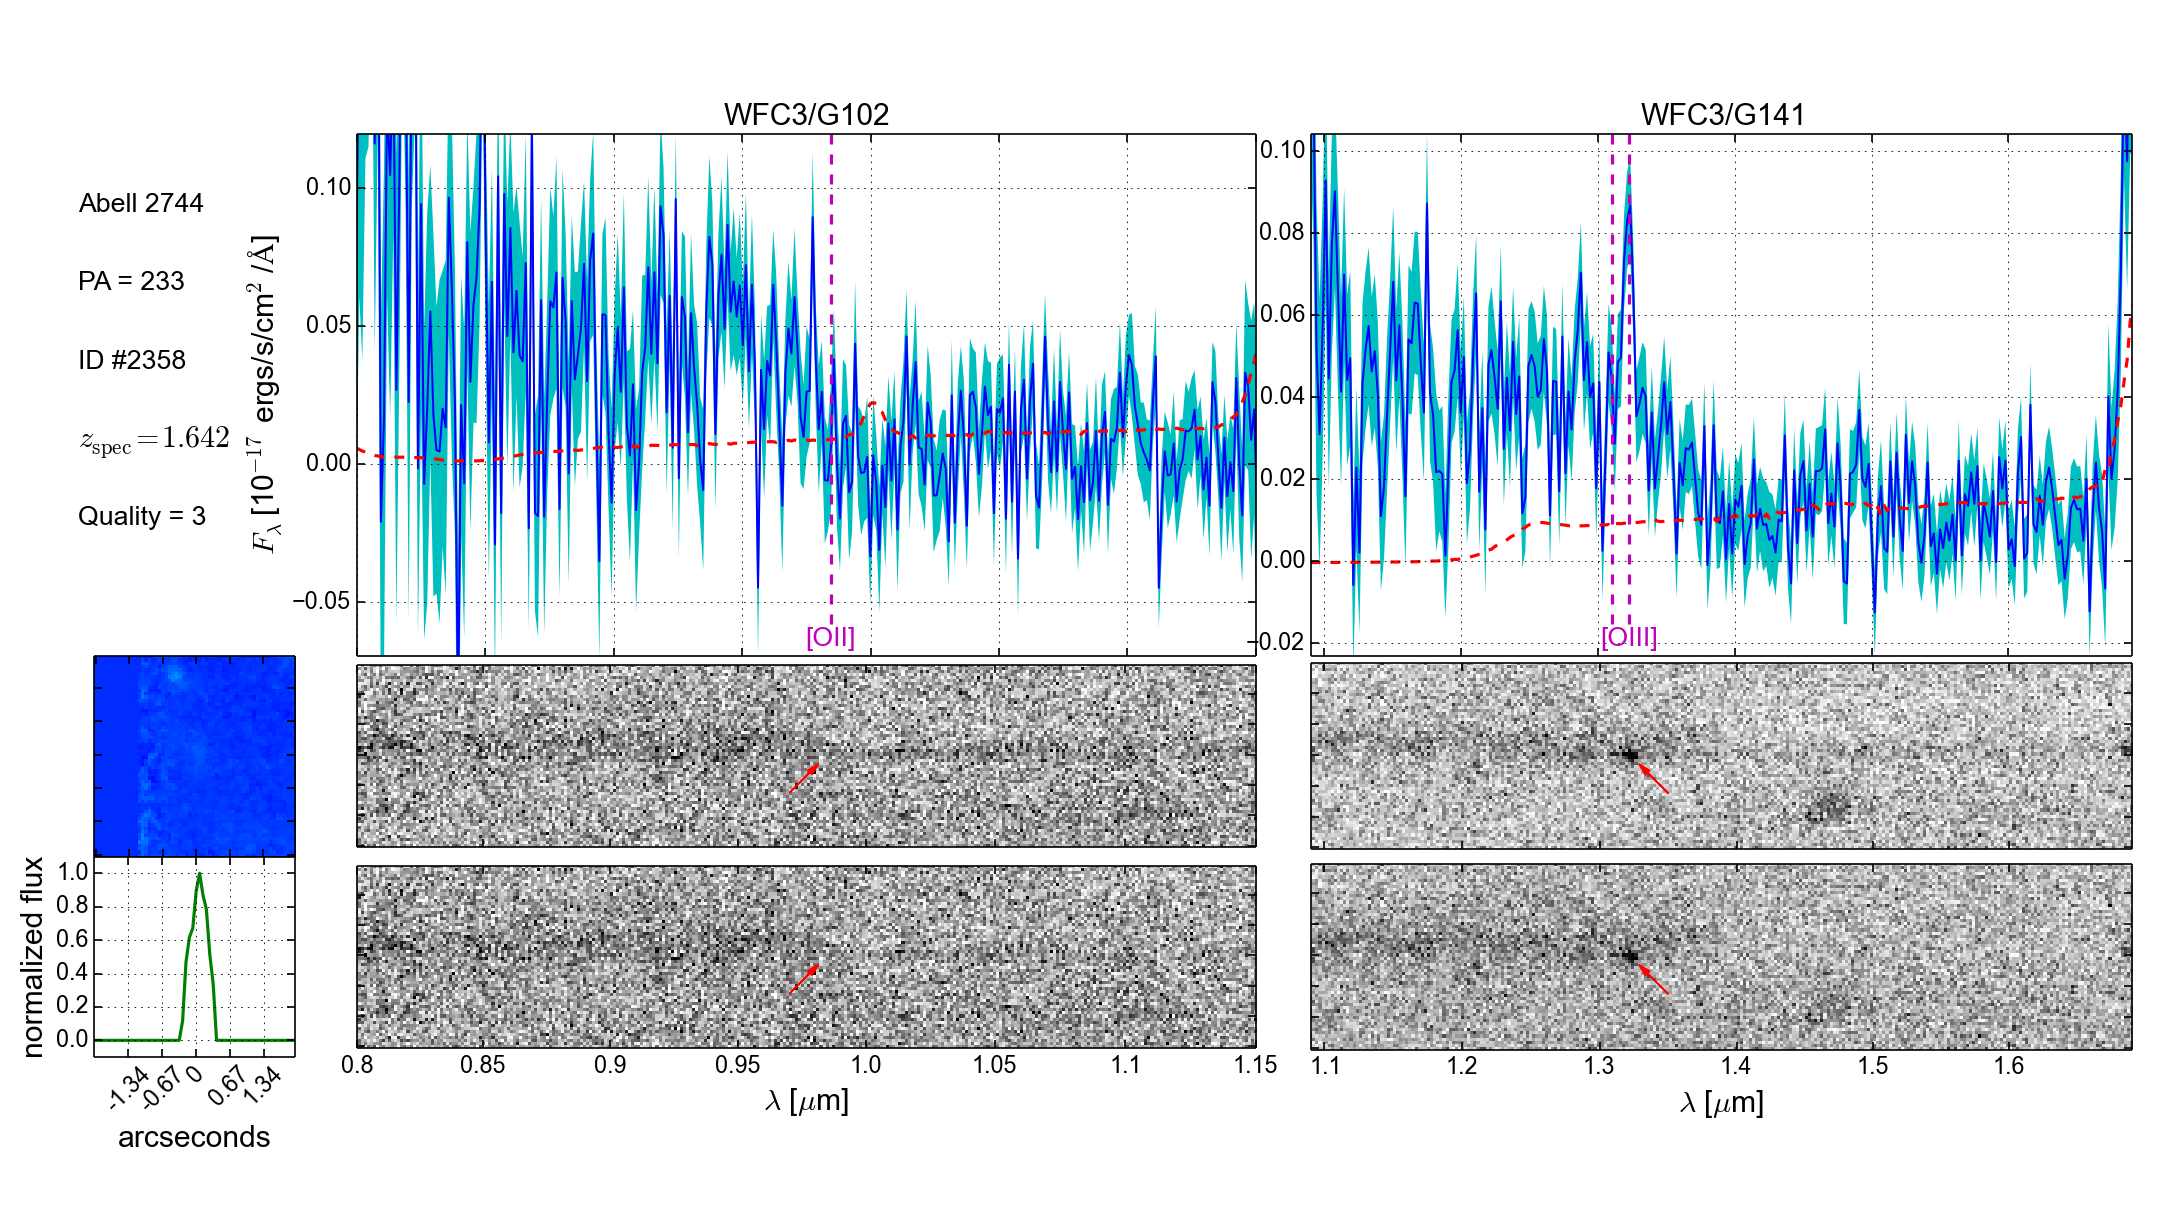 WFC3/G102
WFC3/G141
Abell 2744
PA = 233
ID #2358
z_spec = 1.642
Quality = 3
F_λ [10^−17 ergs/s/cm^2 /Å]
0.10
0.05
0.00
−0.05
[OII]
0.10
0.08
0.06
0.04
0.02
0.00
−0.02
[OIII]
normalized flux
1.0
0.8
0.6
0.4
0.2
0.0
-1.34 -0.67 0 0.67 1.34
arcseconds
0.8 0.85 0.9 0.95 1.0 1.05 1.1 1.15
λ [μm]
1.1 1.2 1.3 1.4 1.5 1.6
λ [μm]